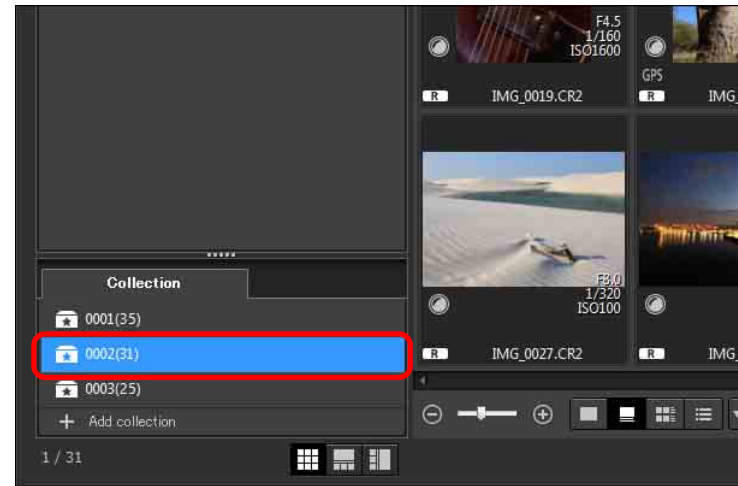 F4.5
1/160
ISO1600
GPS
R IMG_0019.CR2
R IMG_
Collection
0001(35)
0002(31)
0003(25)
+ Add collection
1 / 31
F8.0
1/320
ISO100
R IMG_0027.CR2
R IMG_